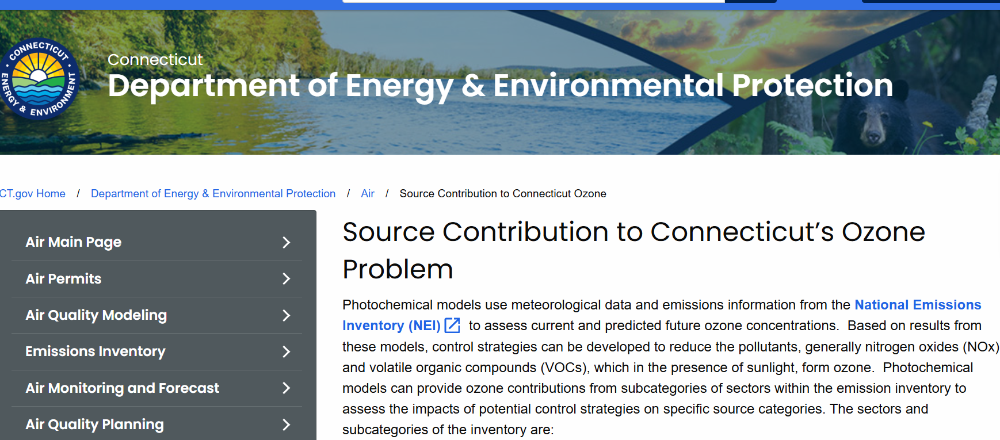 CONNECTICUT
ENERGY & ENVIRONMENT
Connecticut
Department of Energy & Environmental Protection
CT.gov Home / Department of Energy & Environmental Protection / Air / Source Contribution to Connecticut Ozone
Air Main Page
Air Permits
Air Quality Modeling
Emissions Inventory
Air Monitoring and Forecast
Air Quality Planning
Source Contribution to Connecticut’s Ozone
Problem
Photochemical models use meteorological data and emissions information from the National Emissions
Inventory (NEI) to assess current and predicted future ozone concentrations.  Based on results from
these models, control strategies can be developed to reduce the pollutants, generally nitrogen oxides (NOx)
and volatile organic compounds (VOCs), which in the presence of sunlight, form ozone.  Photochemical
models can provide ozone contributions from subcategories of sectors within the emission inventory to
assess the impacts of potential control strategies on specific source categories. The sectors and
subcategories of the inventory are: